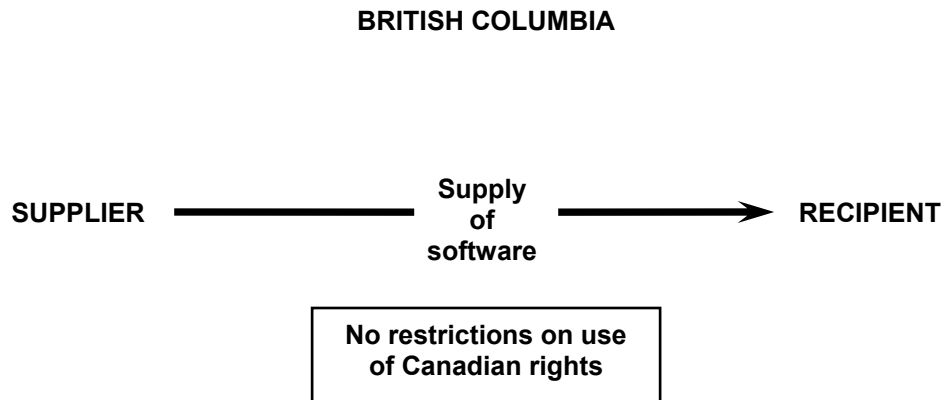 BRITISH COLUMBIA
SUPPLIER
Supply
of
software
RECIPIENT
No restrictions on use
of Canadian rights